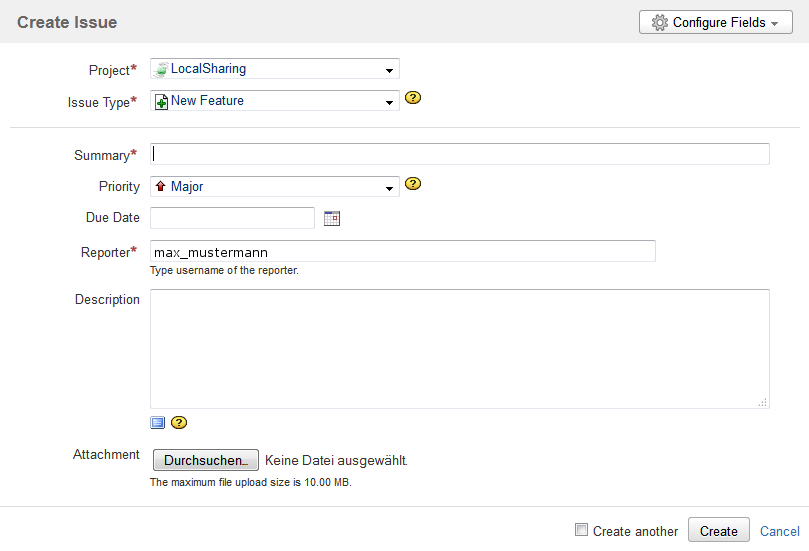 Create Issue
Configure Fields
Project* LocalSharing
Issue Type* New Feature ?
Summary*
Priority Major ?
Due Date
Reporter* max_mustermann
Type username of the reporter.
Description
?
Attachment Durchsuchen... Keine Datei ausgewählt.
The maximum file upload size is 10.00 MB.
Create another Create Cancel